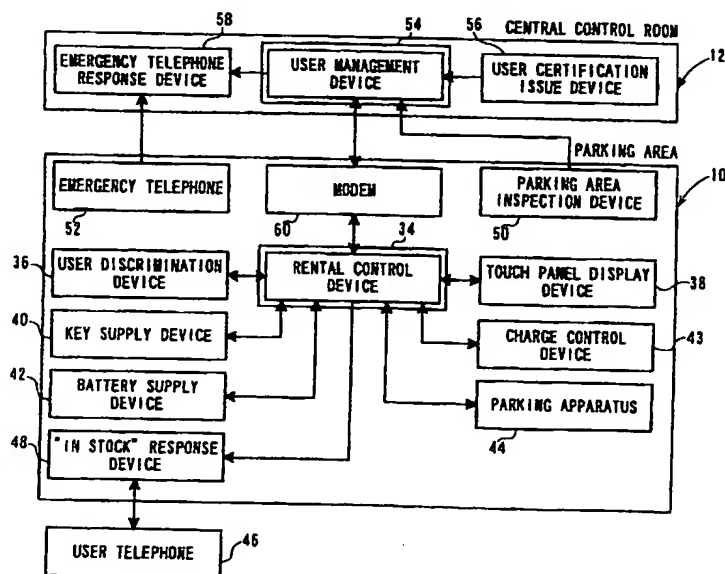 58
54
56
CENTRAL CONTROL ROOM
EMERGENCY TELEPHONE
RESPONSE DEVICE
USER MANAGEMENT
DEVICE
USER CERTIFICATION
ISSUE DEVICE
12
PARKING AREA
EMERGENCY TELEPHONE
52
MODEM
60
PARKING AREA
INSPECTION DEVICE
50
10
34
36
USER DISCRIMINATION
DEVICE
RENTAL CONTROL
DEVICE
TOUCH PANEL DISPLAY
DEVICE
38
40
KEY SUPPLY DEVICE
CHARGE CONTROL
DEVICE
43
42
BATTERY SUPPLY
DEVICE
PARKING APPARATUS
44
48
"IN STOCK" RESPONSE
DEVICE
USER TELEPHONE
46